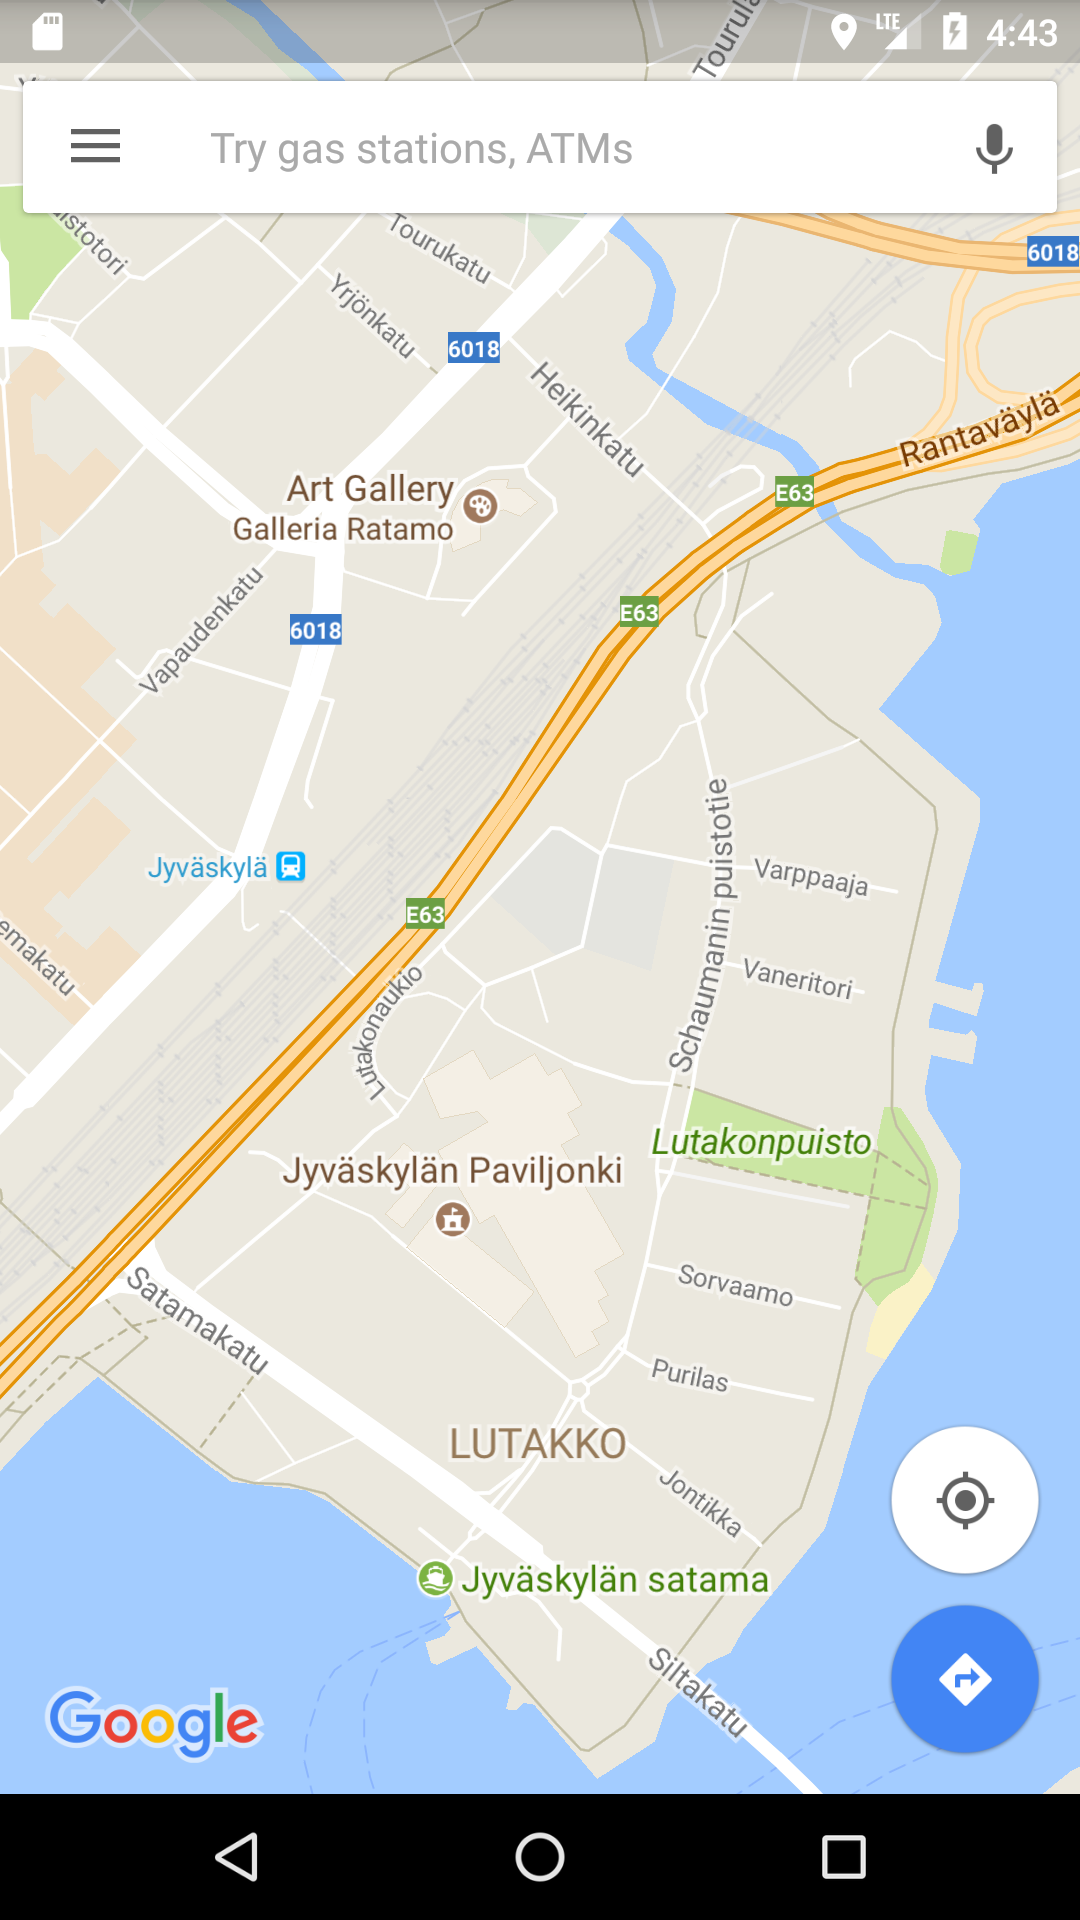 LTE 4:43
Try gas stations, ATMs
Tourukatu
6018
Yrjönkatu
6018
Heikinkatu
Rantaväylä
Art Gallery
Galleria Ratamo
E63
E63
Vapaudenkatu
6018
Schaumanin puistotie
Jyväskylä
Varppaaja
E63
Vaneritori
Lutakonaukio
Lutakonpuisto
Jyväskylän Paviljonki
Satamakatu
Sorvaamo
Purilas
LUTAKKO
Jontikka
Jyväskylän satama
Siltakatu
Google